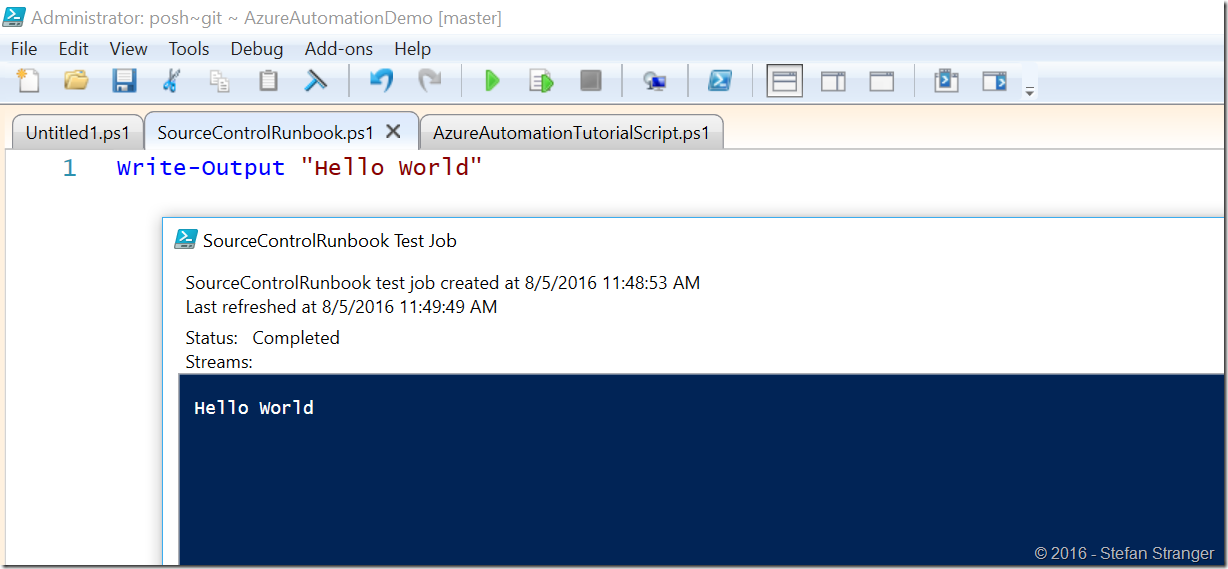 Administrator: posh~git ~ AzureAutomationDemo [master]
File Edit View Tools Debug Add-ons Help
Untitled1.ps1 SourceControlRunbook.ps1 AzureAutomationTutorialScript.ps1
1 Write-Output "Hello World"
SourceControlRunbook Test Job
SourceControlRunbook test job created at 8/5/2016 11:48:53 AM
Last refreshed at 8/5/2016 11:49:49 AM
Status: Completed
Streams:
Hello World
© 2016 - Stefan Stranger